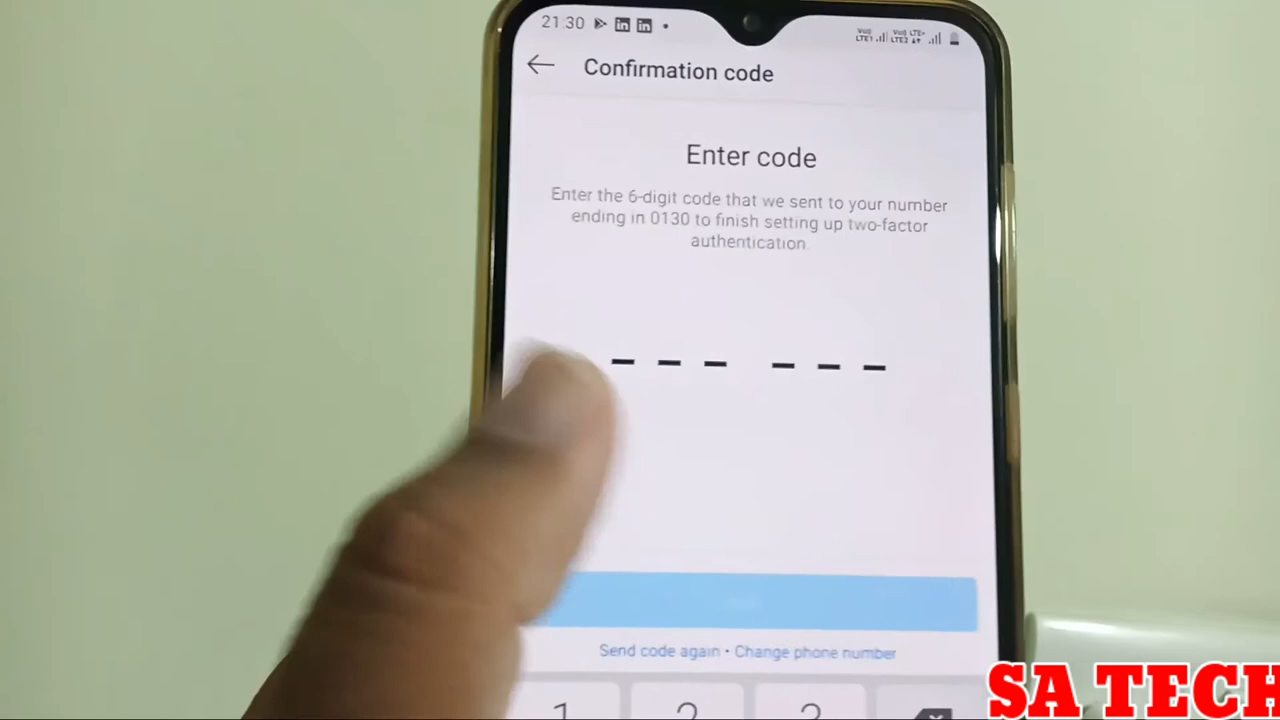 21:30
Confirmation code
Enter code
Enter the 6-digit code that we sent to your number
ending in 0130 to finish setting up two-factor
authentication.
Send code again • Change phone number
1 2 3
SA TECH